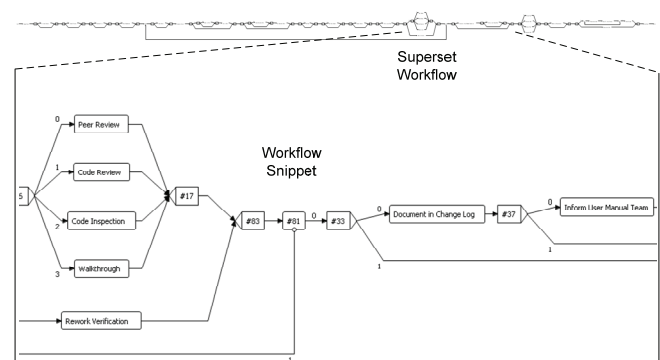 Superset
Workflow
Workflow
Snippet
0
Peer Review
1
Code Review
5
#17
2
Code Inspection
3
Walkthrough
Rework Verification
#83
#81
0
#33
0
Document in Change Log
#37
0
Inform User Manual Team
1
1
1